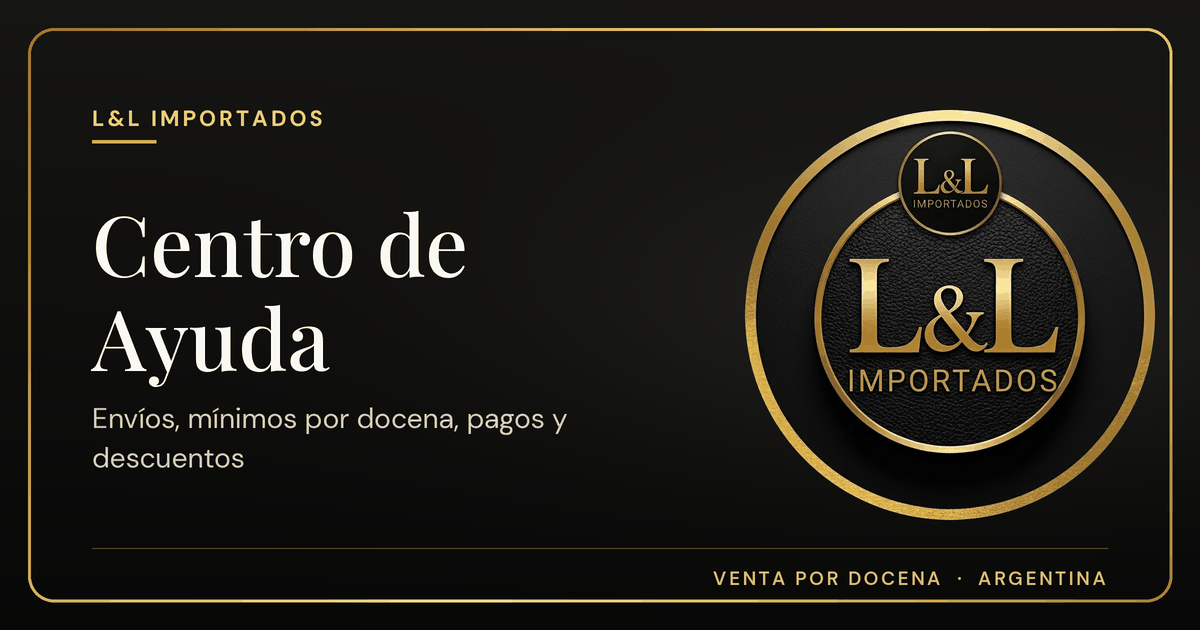 L&L IMPORTADOS
Centro de
Ayuda
Envíos, mínimos por docena, pagos y
descuentos
L&L
IMPORTADOS
L&L
IMPORTADOS
VENTA POR DOCENA · ARGENTINA